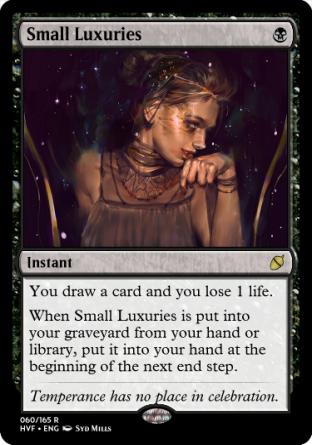 Small Luxuries
Instant
You draw a card and you lose 1 life.
When Small Luxuries is put into
your graveyard from your hand or
library, put it into your hand at the
beginning of the next end step.
Temperance has no place in celebration.
060/165 R
HVF • ENG SYD MILLS